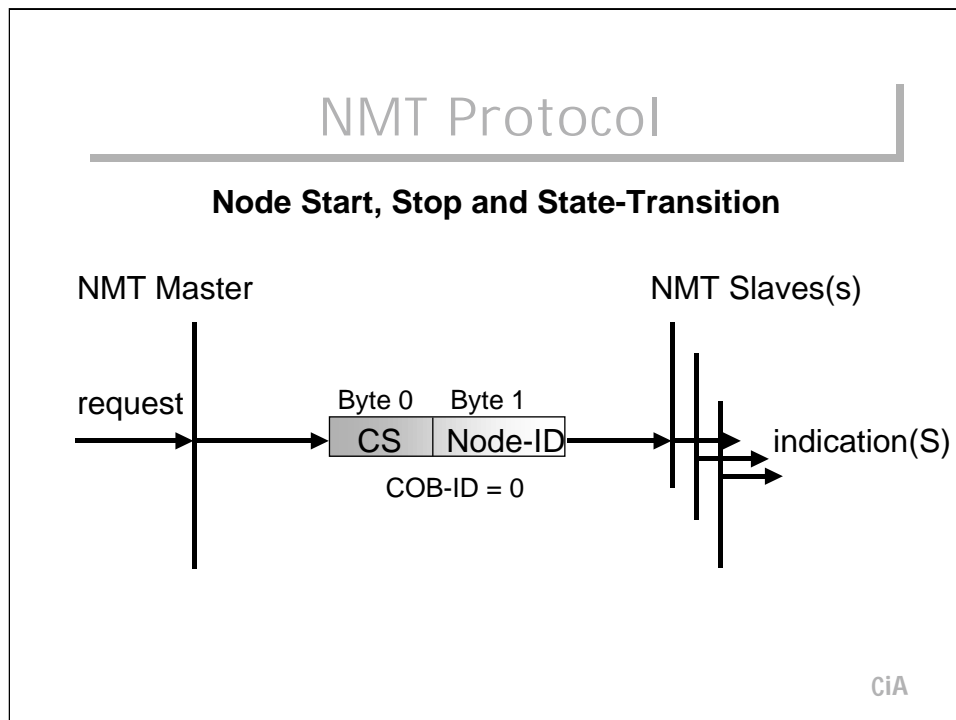 NMT Protocol
Node Start, Stop and State-Transition
NMT Master
NMT Slaves(s)
request
Byte 0 Byte 1
CS Node-ID
indication(S)
COB-ID = 0
CiA